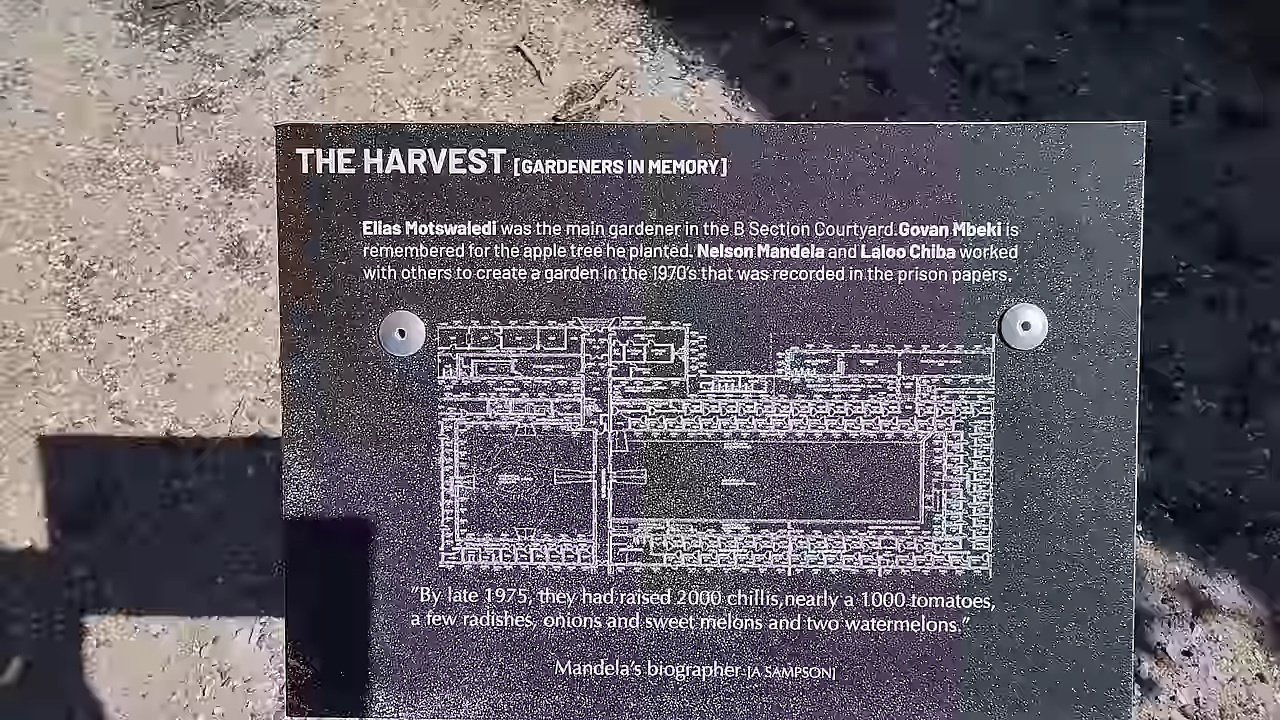 THE HARVEST [GARDENERS IN MEMORY]
Elias Motswaledi was the main gardener in the B Section Courtyard. Govan Mbeki is
remembered for the apple tree he planted. Nelson Mandela and Laloo Chiba worked
with others to create a garden in the 1970's that was recorded in the prison papers.
"By late 1975, they had raised 2000 chillis, nearly a 1000 tomatoes,
a few radishes, onions and sweet melons and two watermelons."
Mandela's biographer [A SAMPSON]